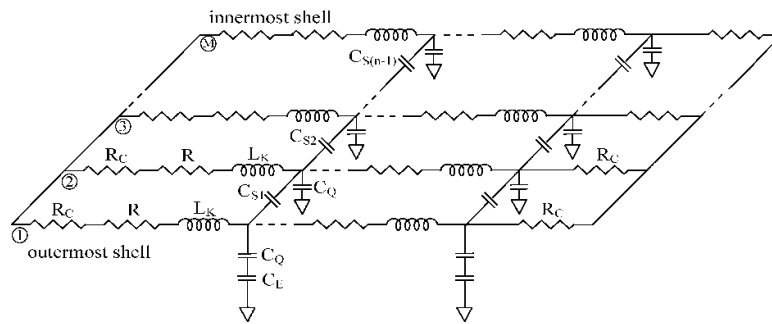 innermost shell
M
C_S(n-1)
3
C_S2
R_C R L_K
2
C_S1 C_Q R_C
R_C R L_K R_C
1
outermost shell
C_Q
C_E